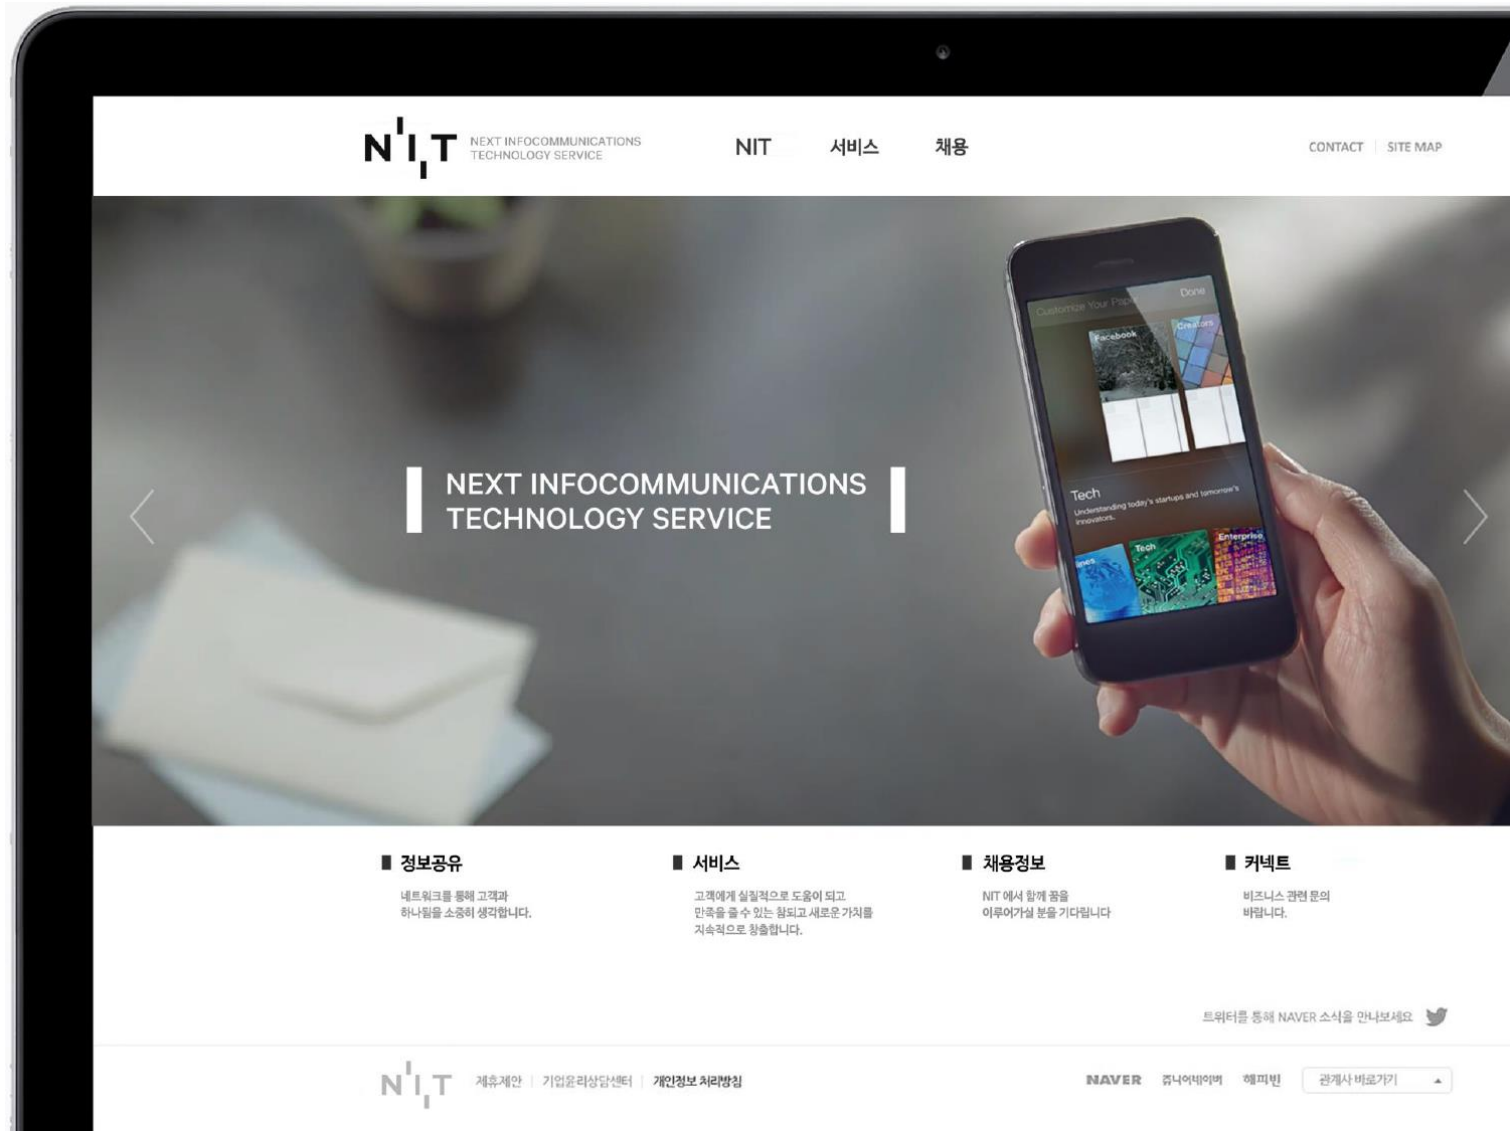 NIT
NEXT INFOCOMMUNICATIONS
TECHNOLOGY SERVICE
NIT
서비스
채용
CONTACT
SITE MAP
Customize Your Paper
Done
Facebook
Creators
NEXT INFOCOMMUNICATIONS
TECHNOLOGY SERVICE
Tech
Understanding today's startups and tomorrow's
innovators.
Tech
Enterprise
정보공유
네트워크를 통해 고객과
하나됨을 소중히 생각합니다.
서비스
고객에게 실질적으로 도움이 되고
만족을 줄 수 있는 참되고 새로운 가치를
지속적으로 창출합니다.
채용정보
NIT 에서 함께 꿈을
이루어가실 분을 기다립니다
커넥트
비즈니스 관련 문의
바랍니다.
트위터를 통해 NAVER 소식을 만나보세요
NIT
제휴제안
기업윤리상담센터
개인정보 처리방침
NAVER
쥬니어네이버
해피빈
관계사 바로가기